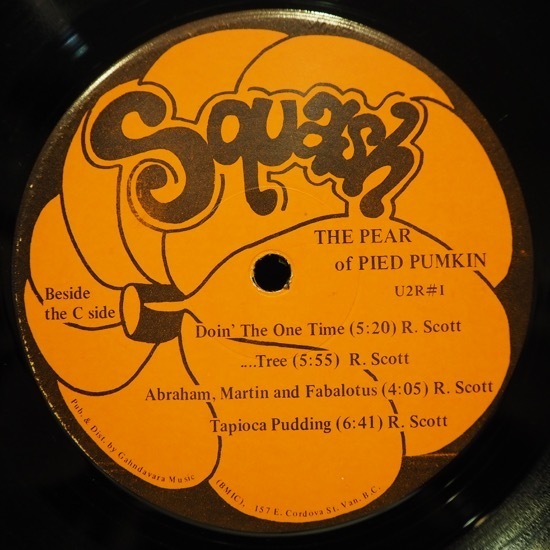 Squash
THE PEAR
of PIED PUMKIN
U2R#1
Beside
the C side
Doin' The One Time (5:20) R. Scott
....Tree (5:55) R. Scott
Abraham, Martin and Fabalotus (4:05) R. Scott
Tapioca Pudding (6:41) R. Scott
Pub. & Dist. by Gahndavara Music (BMIC), 157 E. Cordova St. Van. B.C.